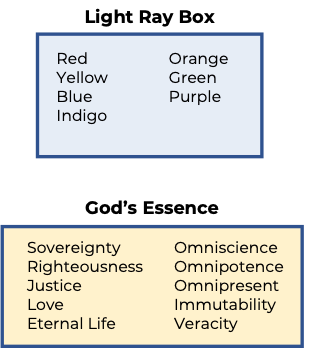 Light Ray Box
Red Orange
Yellow Green
Blue Purple
Indigo
God's Essence
Sovereignty Omniscience
Righteousness Omnipotence
Justice Omnipresent
Love Immutability
Eternal Life Veracity